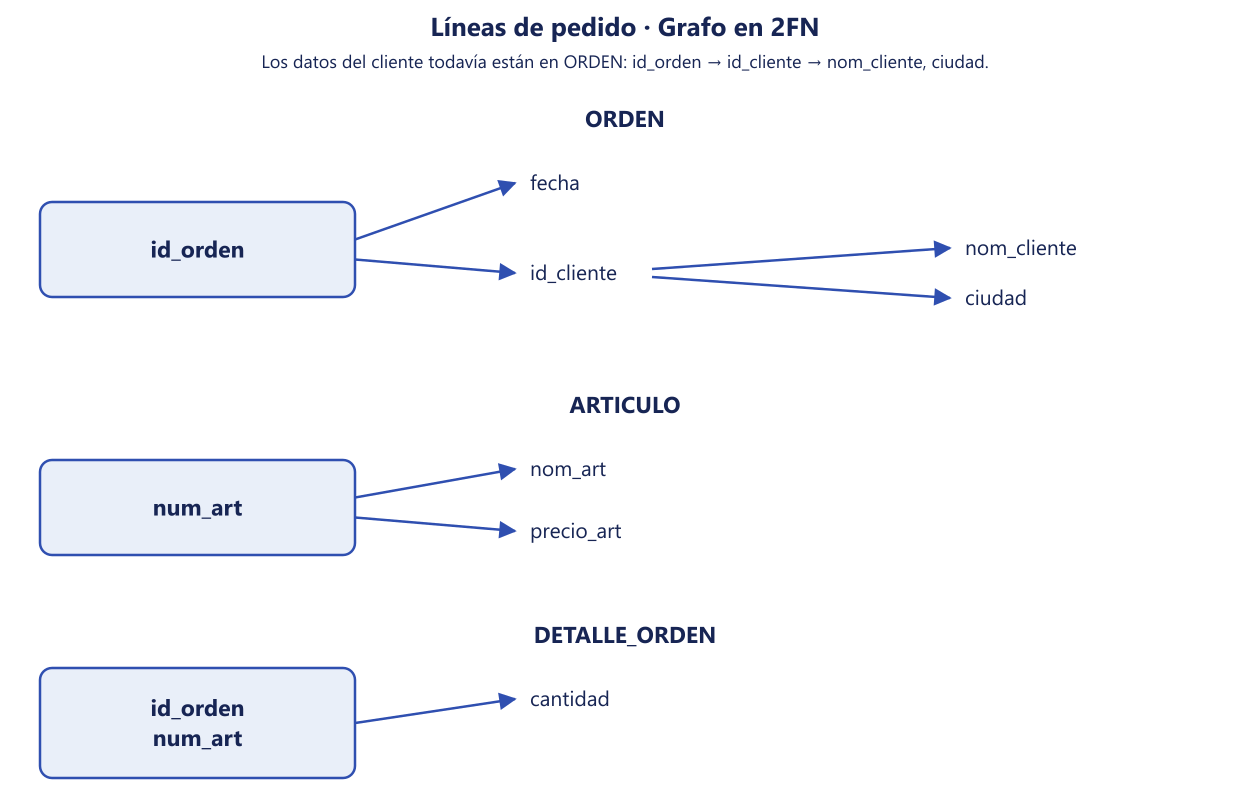 Líneas de pedido · Grafo en 2FN
Los datos del cliente todavía están en ORDEN: id_orden → id_cliente → nom_cliente, ciudad.
ORDEN
id_orden
fecha
id_cliente
nom_cliente
ciudad
ARTICULO
num_art
nom_art
precio_art
DETALLE_ORDEN
id_orden
num_art
cantidad